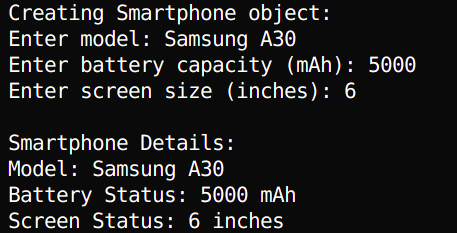 Creating Smartphone object:
Enter model: Samsung A30
Enter battery capacity (mAh): 5000
Enter screen size (inches): 6
Smartphone Details:
Model: Samsung A30
Battery Status: 5000 mAh
Screen Status: 6 inches